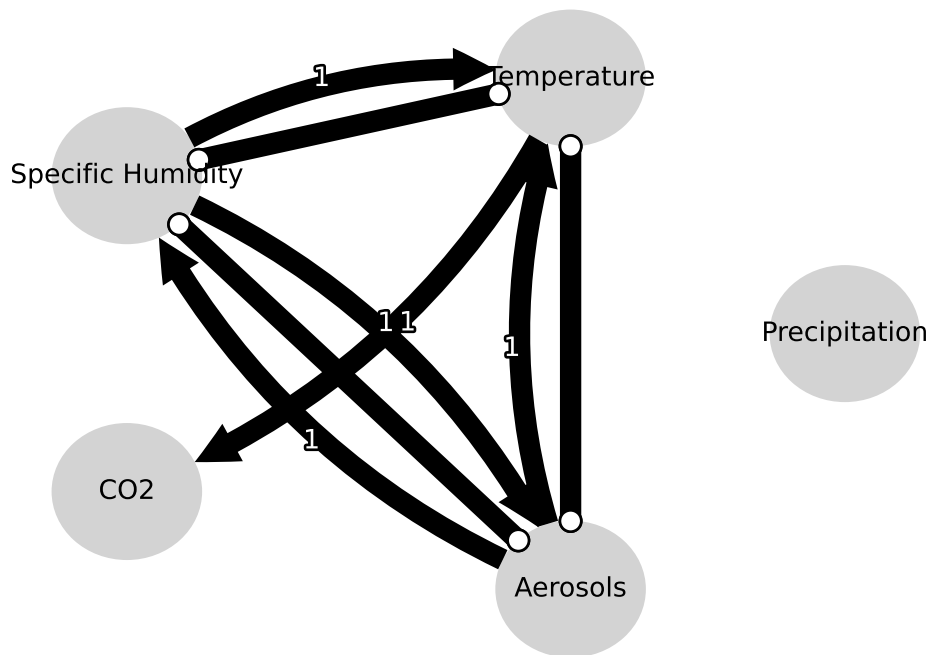 1
Temperature
Specific Humidity
1 1
Precipitation
1
1
CO2
Aerosols